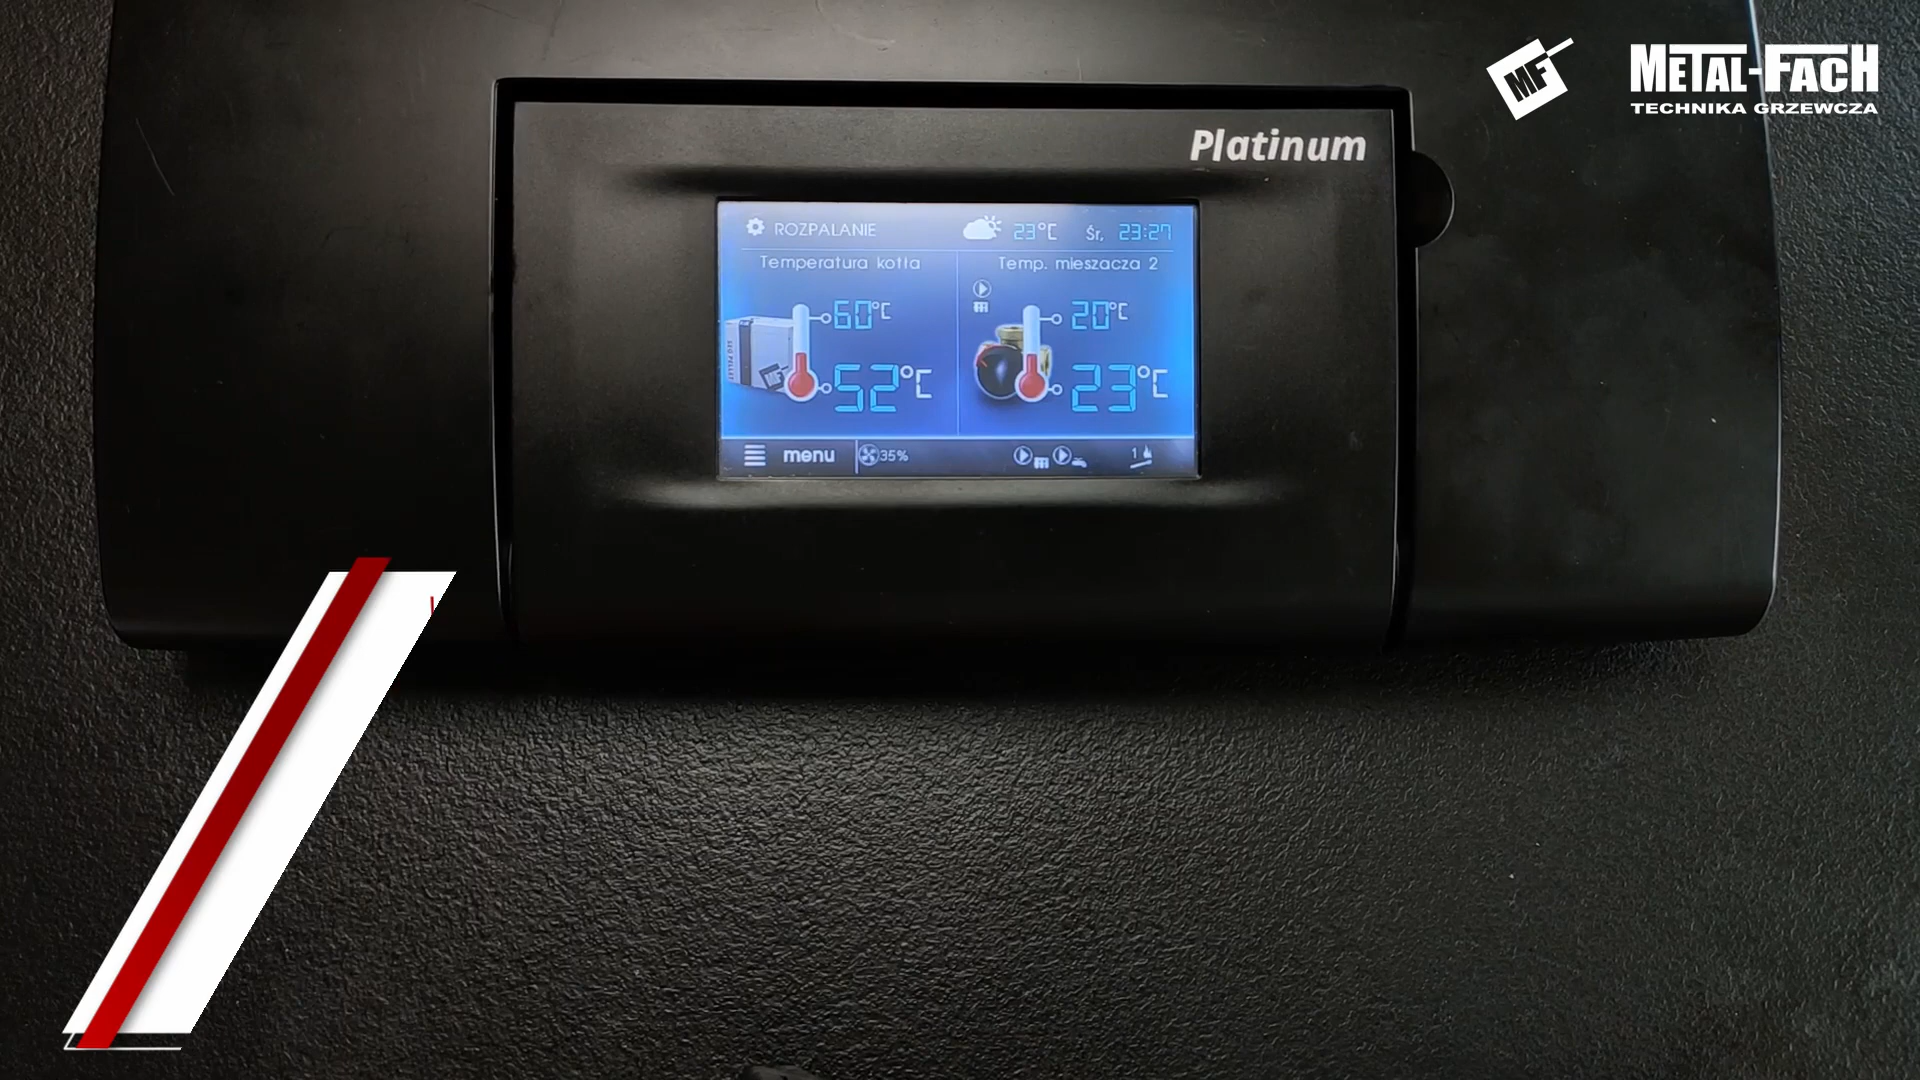 MF
METAL-FACH
TECHNIKA GRZEWCZA
Platinum
ROZPALANIE 23°C Śr, 23:27
Temperatura kotła
60°C
52°C
Temp. mieszacza 2
20°C
23°C
menu 35% 1